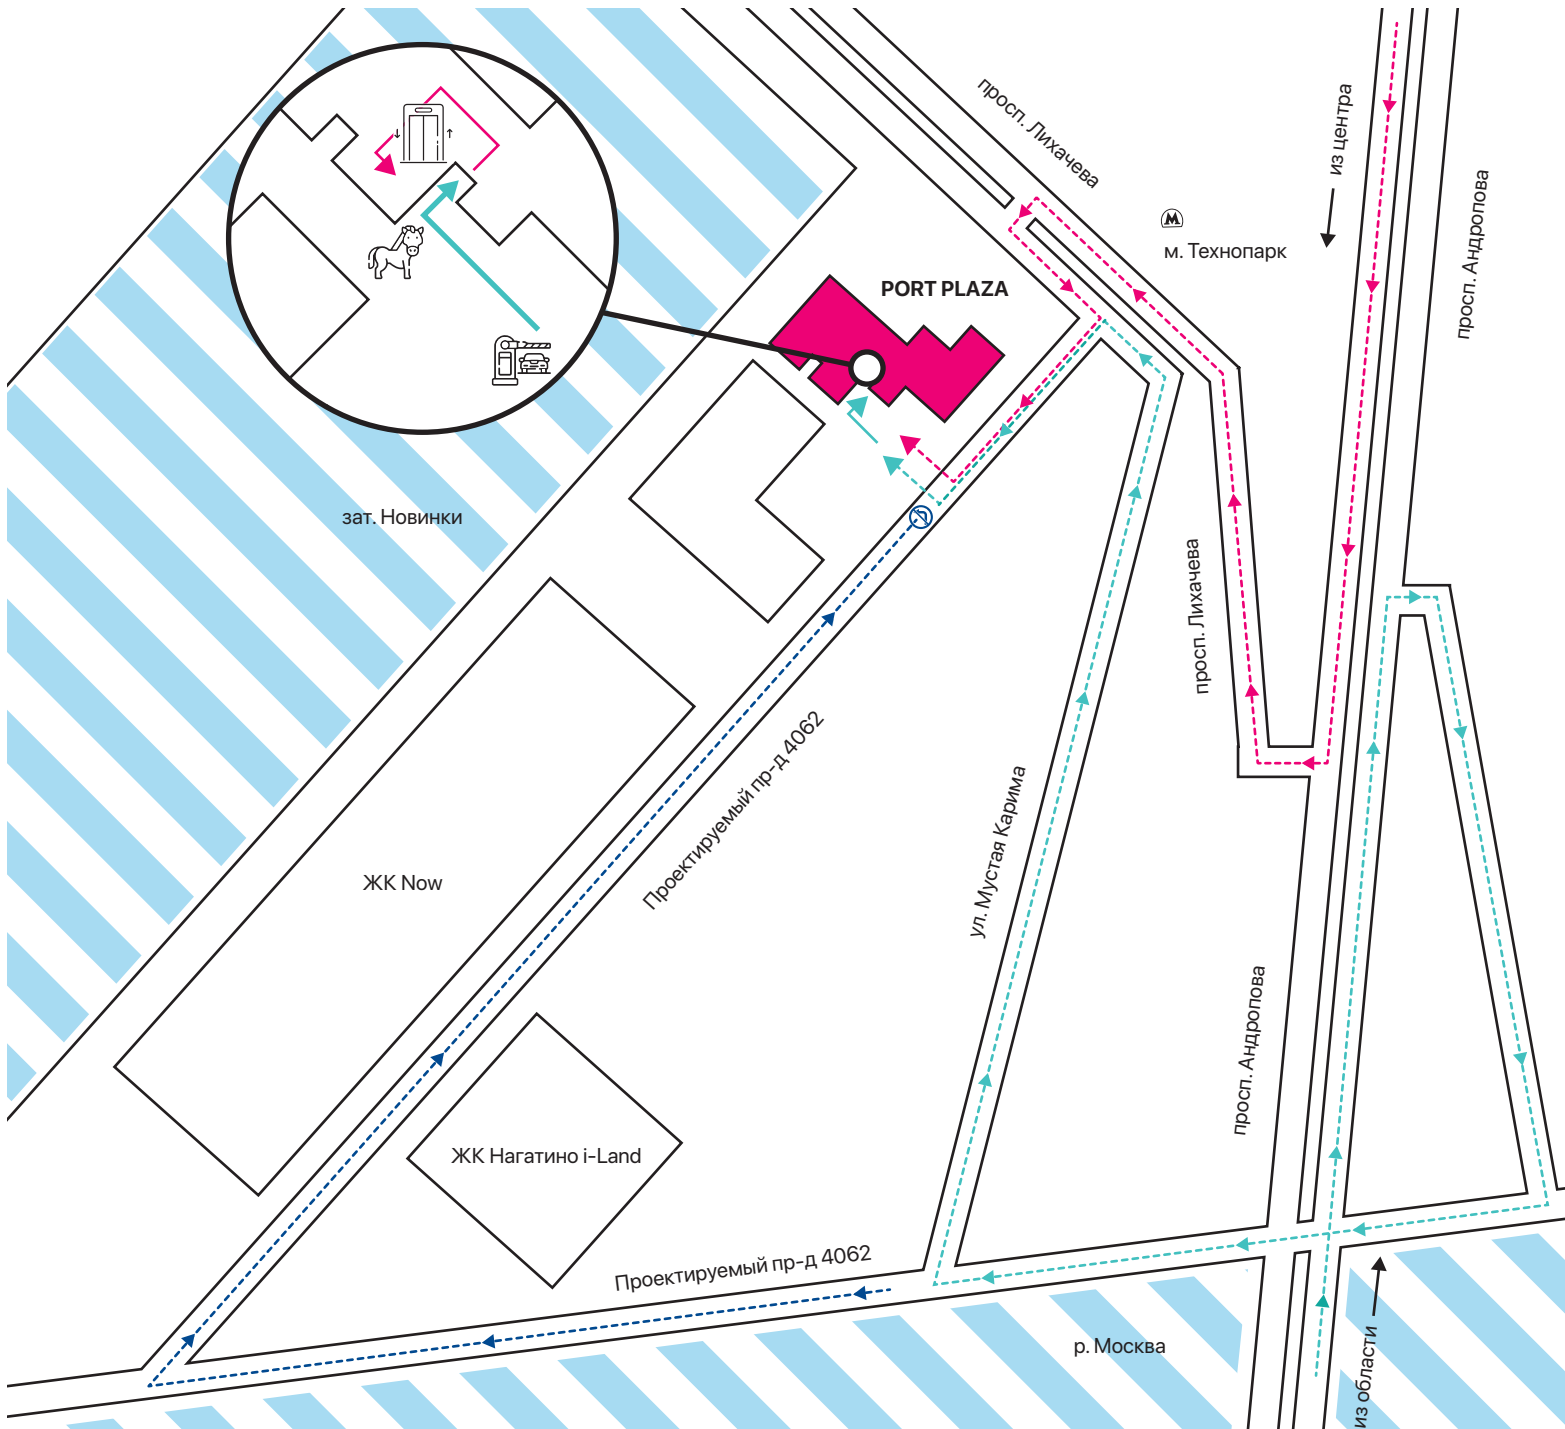 просп. Лихачева
из центра
просп. Андропова
М
м. Технопарк
PORT PLAZA
зат. Новинки
просп. Лихачева
Проектируемый пр-д 4062
ул. Мустая Карима
ЖК Now
просп. Андропова
ЖК Нагатино i-Land
Проектируемый пр-д 4062
р. Москва
из области